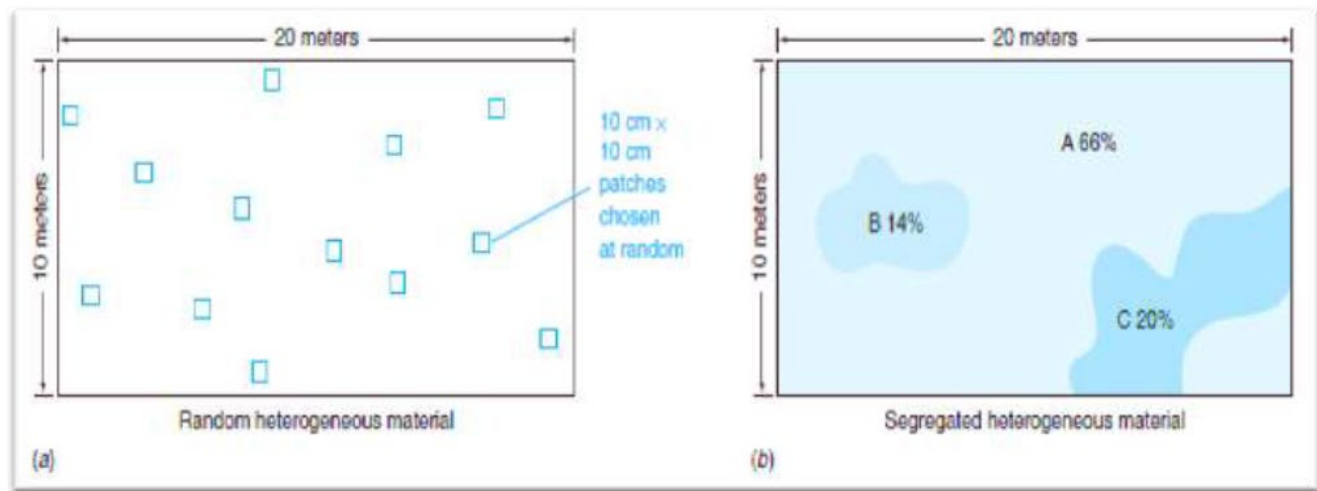 20 meters
10 meters
10 cm ×
10 cm
patches
chosen
at random
Random heterogeneous material
(a)
20 meters
10 meters
A 66%
B 14%
C 20%
Segregated heterogeneous material
(b)